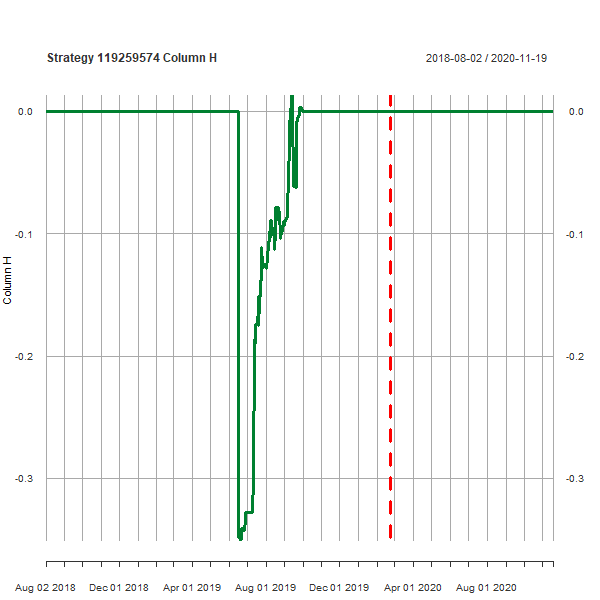 Strategy 119259574 Column H
2018-08-02 / 2020-11-19
0.0 0.0
-0.1 -0.1
Column H
-0.2 -0.2
-0.3 -0.3
Aug 02 2018 Dec 01 2018 Apr 01 2019 Aug 01 2019 Dec 01 2019 Apr 01 2020 Aug 01 2020